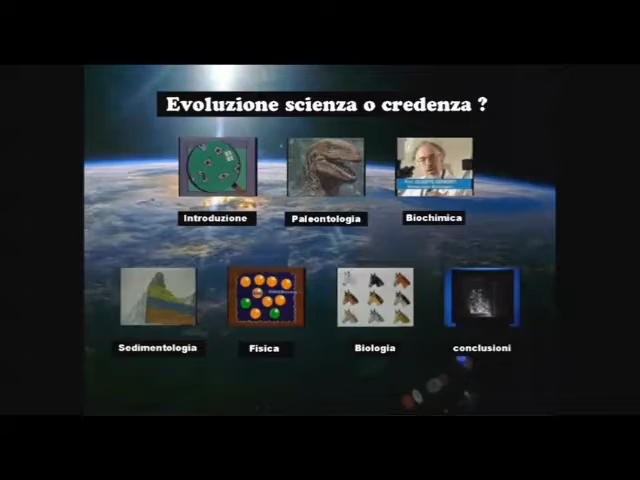 Evoluzione scienza o credenza ?
Introduzione
Paleontologia
Biochimica
Sedimentologia
Fisica
Biologia
conclusioni